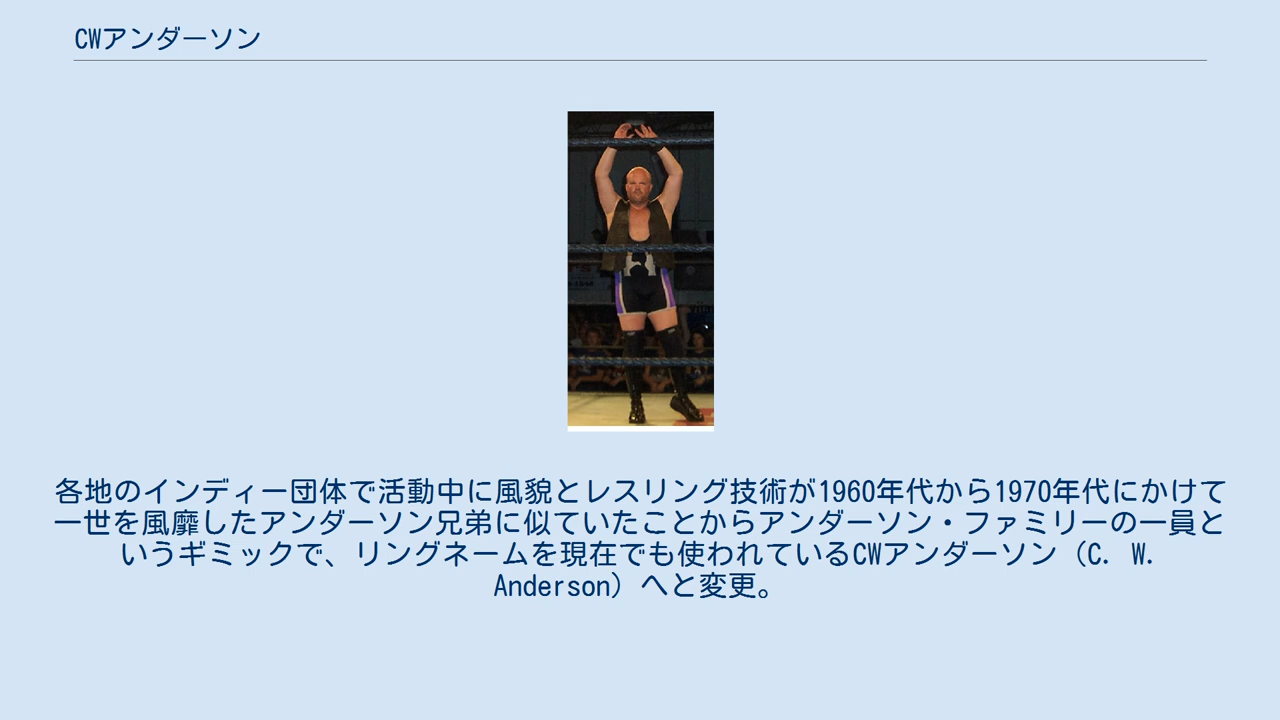 CWアンダーソン
各地のインディー団体で活動中に風貌とレスリング技術が1960年代から1970年代にかけて
一世を風靡したアンダーソン兄弟に似ていたことからアンダーソン・ファミリーの一員と
いうギミックで、リングネームを現在でも使われているCWアンダーソン（C. W.
Anderson）へと変更。